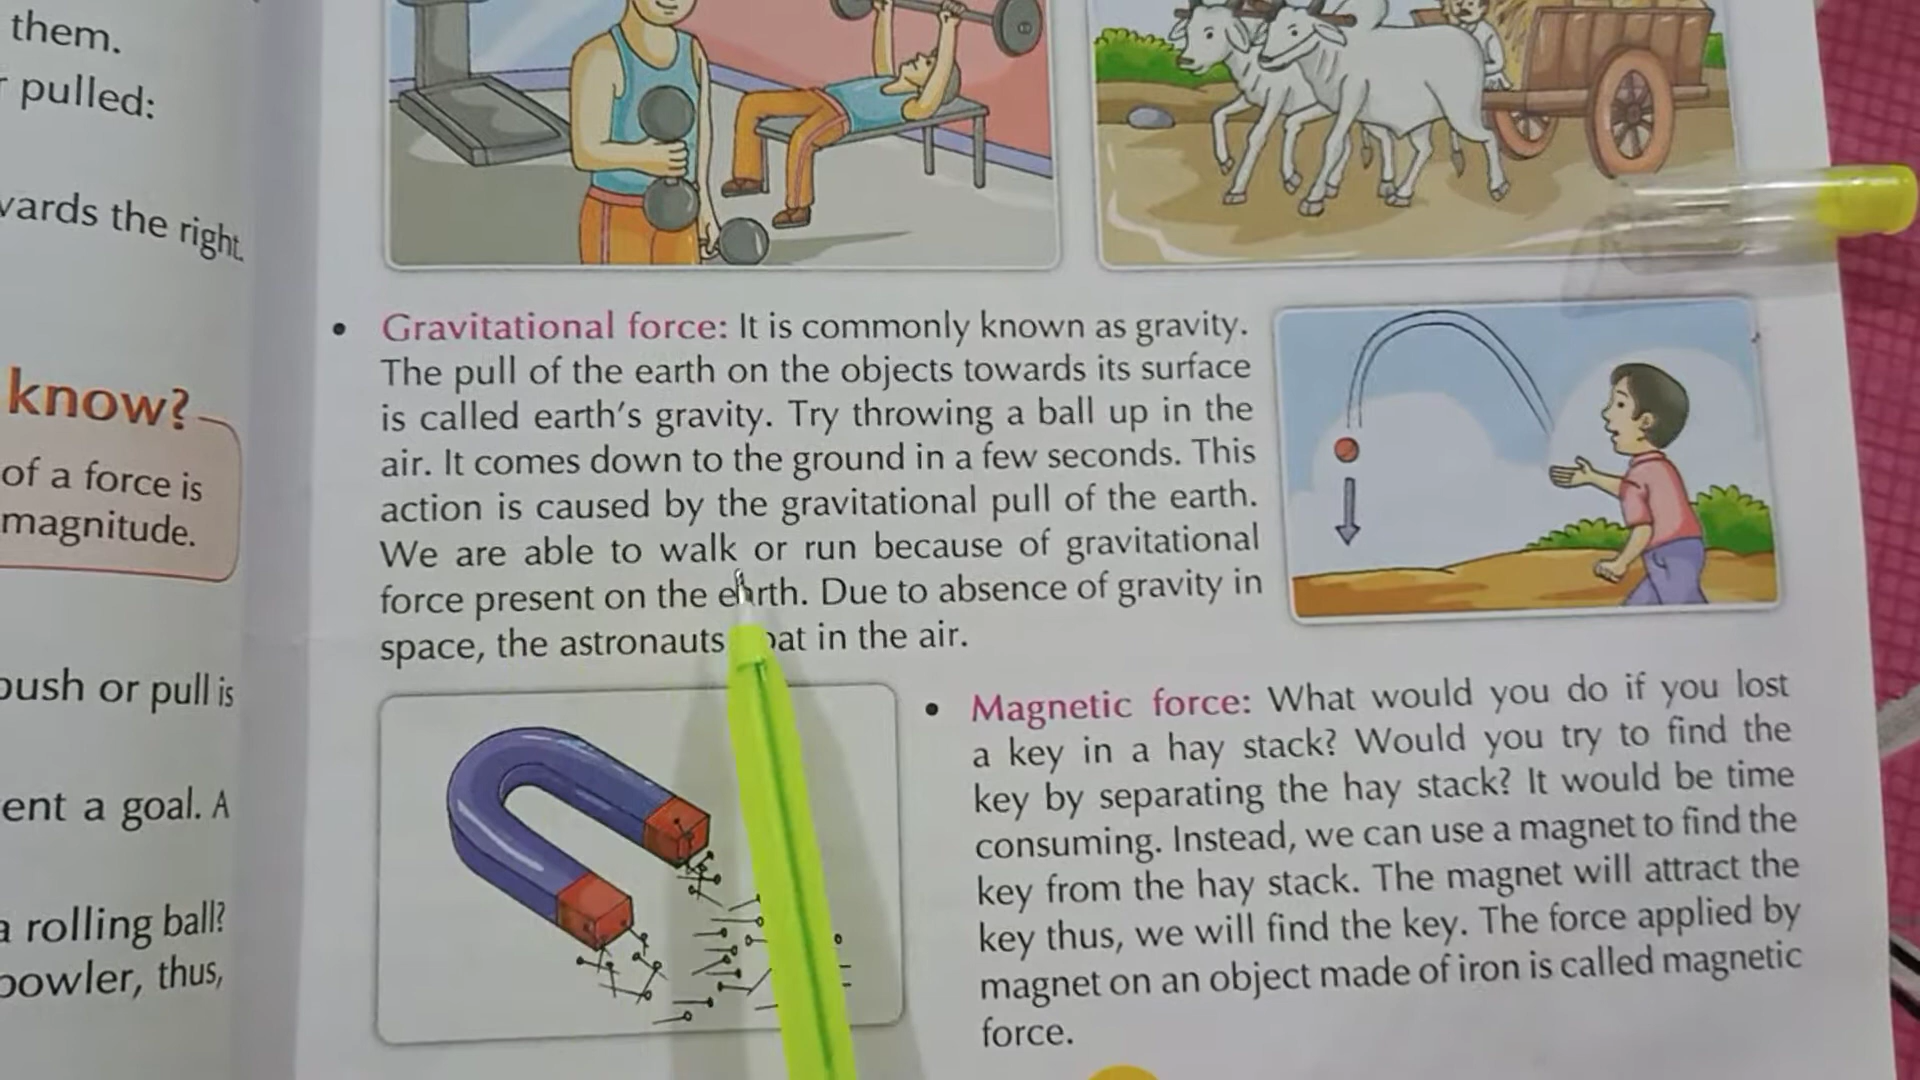 them.
pulled:
wards the right.
know?
of a force is
magnitude.
push or pull is
a goal. A
a rolling ball?
bowler, thus,
• Gravitational force: It is commonly known as gravity.
The pull of the earth on the objects towards its surface
is called earth's gravity. Try throwing a ball up in the
air. It comes down to the ground in a few seconds. This
action is caused by the gravitational pull of the earth.
We are able to walk or run because of gravitational
force present on the earth. Due to absence of gravity in
space, the astronauts in the air.
• Magnetic force: What would you do if you lost
a key in a hay stack? Would you try to find the
key by separating the hay stack? It would be time
consuming. Instead, we can use a magnet to find the
key from the hay stack. The magnet will attract the
key thus, we will find the key. The force applied by
magnet on an object made of iron is called magnetic
force.